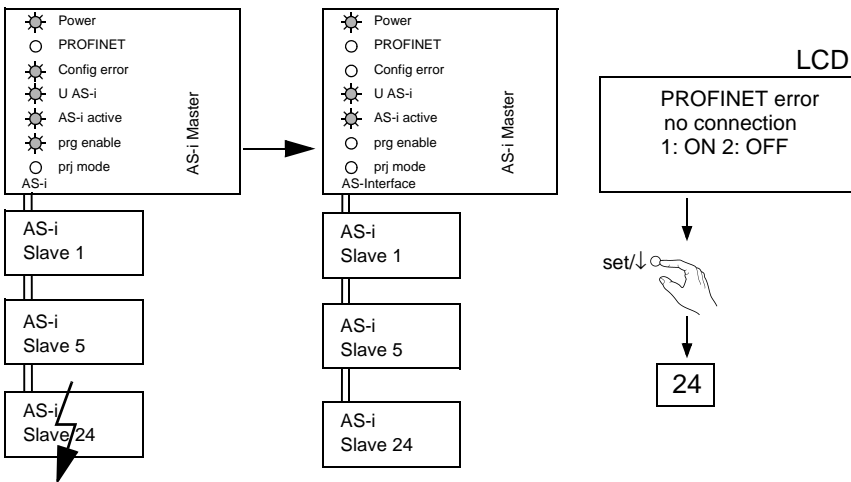 Power
PROFINET
Config error
U AS-i
AS-i active
prg enable
prj mode
AS-i
AS-i Master
AS-i
Slave 1
AS-i
Slave 5
AS-i
Slave 24
Power
PROFINET
Config error
U AS-i
AS-i active
prg enable
prj mode
AS-Interface
AS-i Master
AS-i
Slave 1
AS-i
Slave 5
AS-i
Slave 24
LCD
PROFINET error
no connection
1: ON 2: OFF
set/↓
24